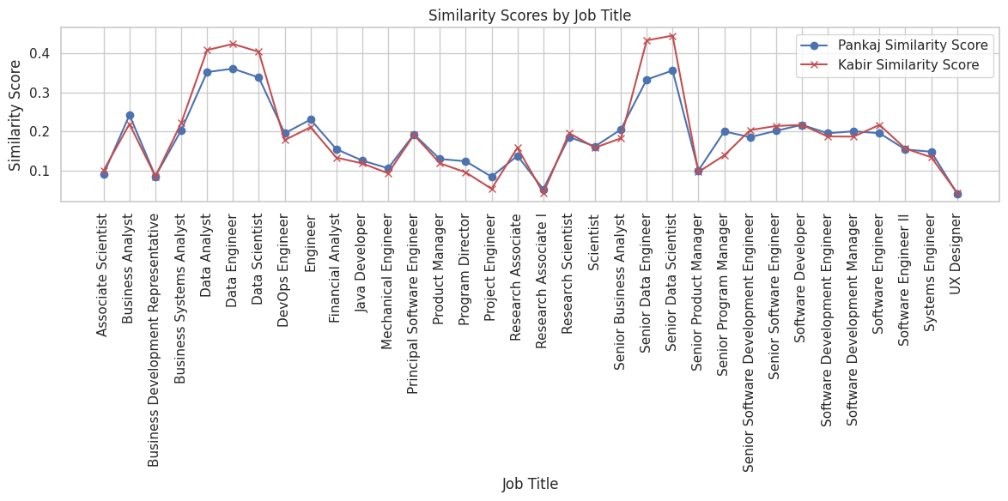 Similarity Scores by Job Title
Pankaj Similarity Score
Kabir Similarity Score
Similarity Score
0.4
0.3
0.2
0.1
Associate Scientist
Business Analyst
Business Development Representative
Business Systems Analyst
Data Analyst
Data Engineer
Data Scientist
DevOps Engineer
Engineer
Financial Analyst
Java Developer
Mechanical Engineer
Principal Software Engineer
Product Manager
Program Director
Project Engineer
Research Associate
Research Associate I
Research Scientist
Scientist
Senior Business Analyst
Senior Data Engineer
Senior Data Scientist
Senior Product Manager
Senior Program Manager
Senior Software Development Engineer
Senior Software Engineer
Software Developer
Software Development Engineer
Software Development Manager
Software Engineer
Software Engineer II
Systems Engineer
UX Designer
Job Title